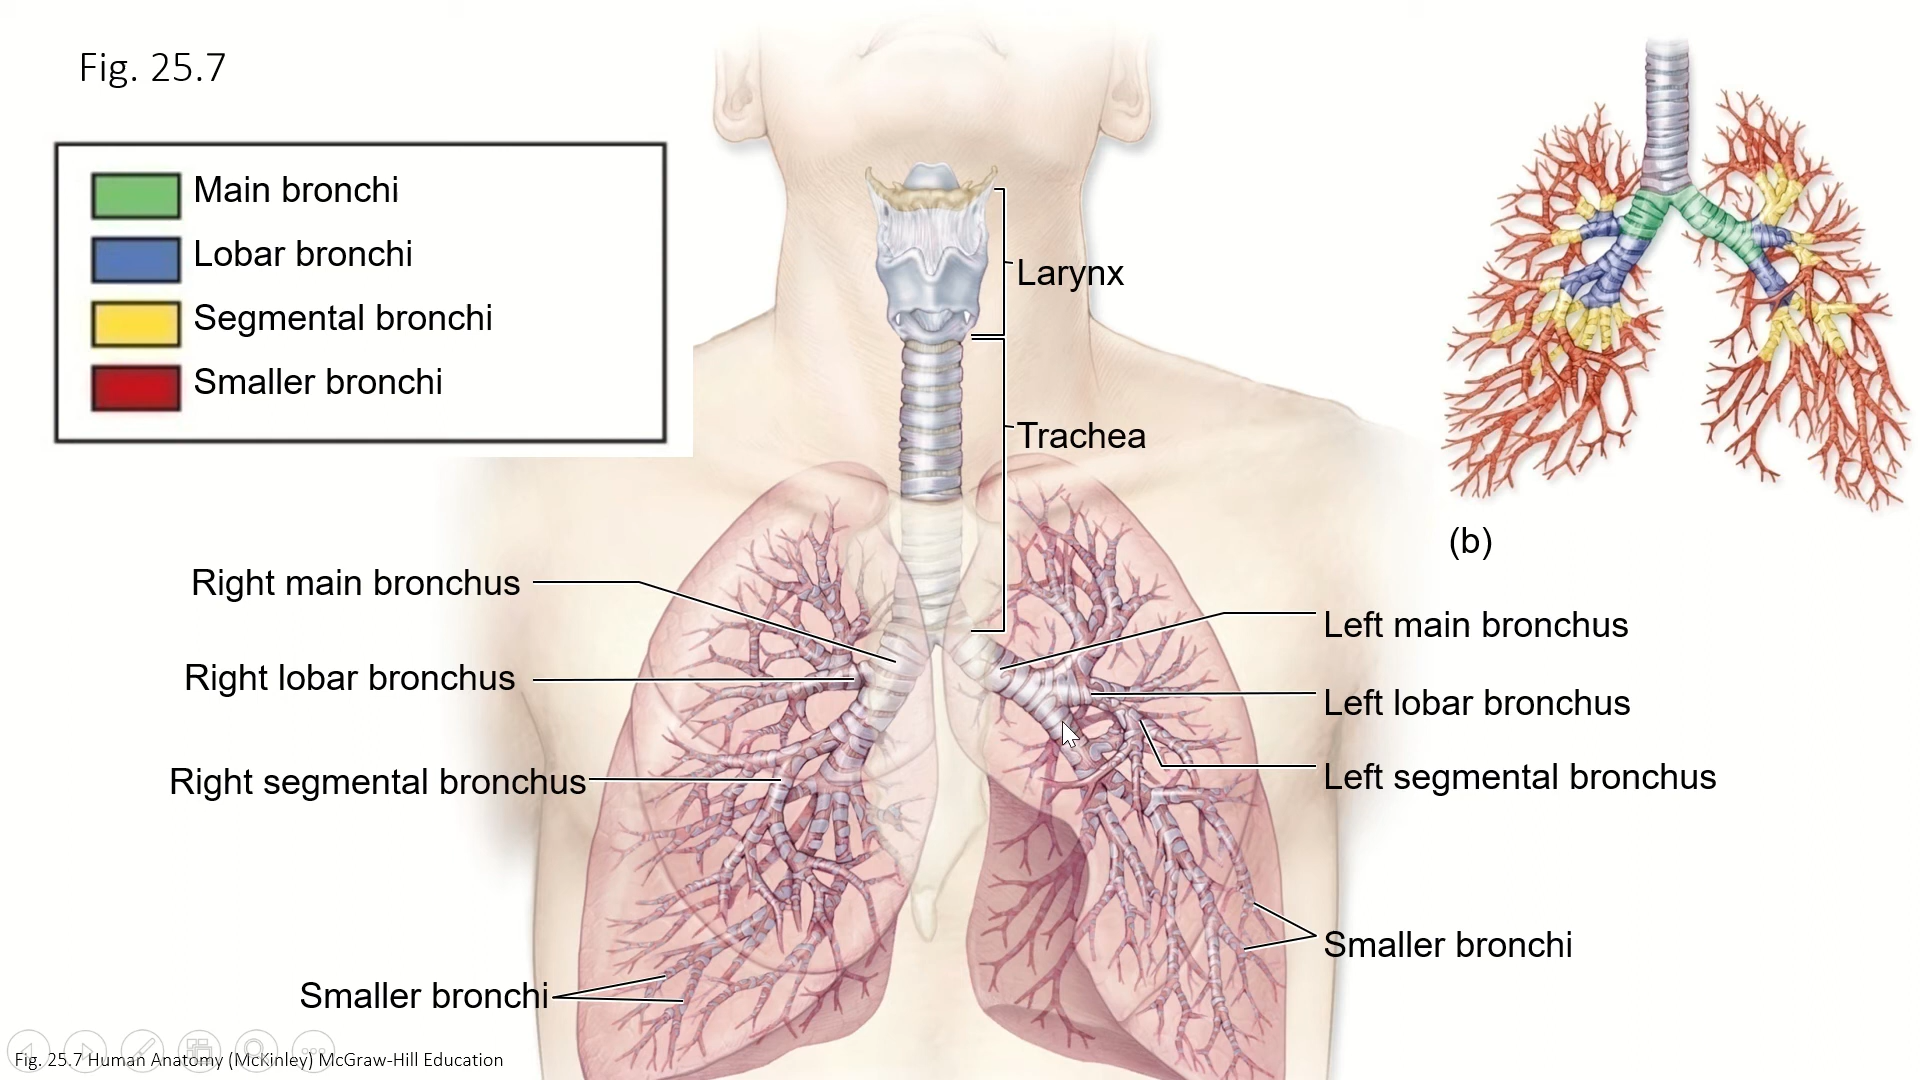 Fig. 25.7
Main bronchi
Lobar bronchi
Segmental bronchi
Smaller bronchi
Larynx
Trachea
(b)
Right main bronchus
Right lobar bronchus
Right segmental bronchus
Smaller bronchi
Left main bronchus
Left lobar bronchus
Left segmental bronchus
Smaller bronchi
Fig. 25.7 Human Anatomy (McKinley) McGraw-Hill Education